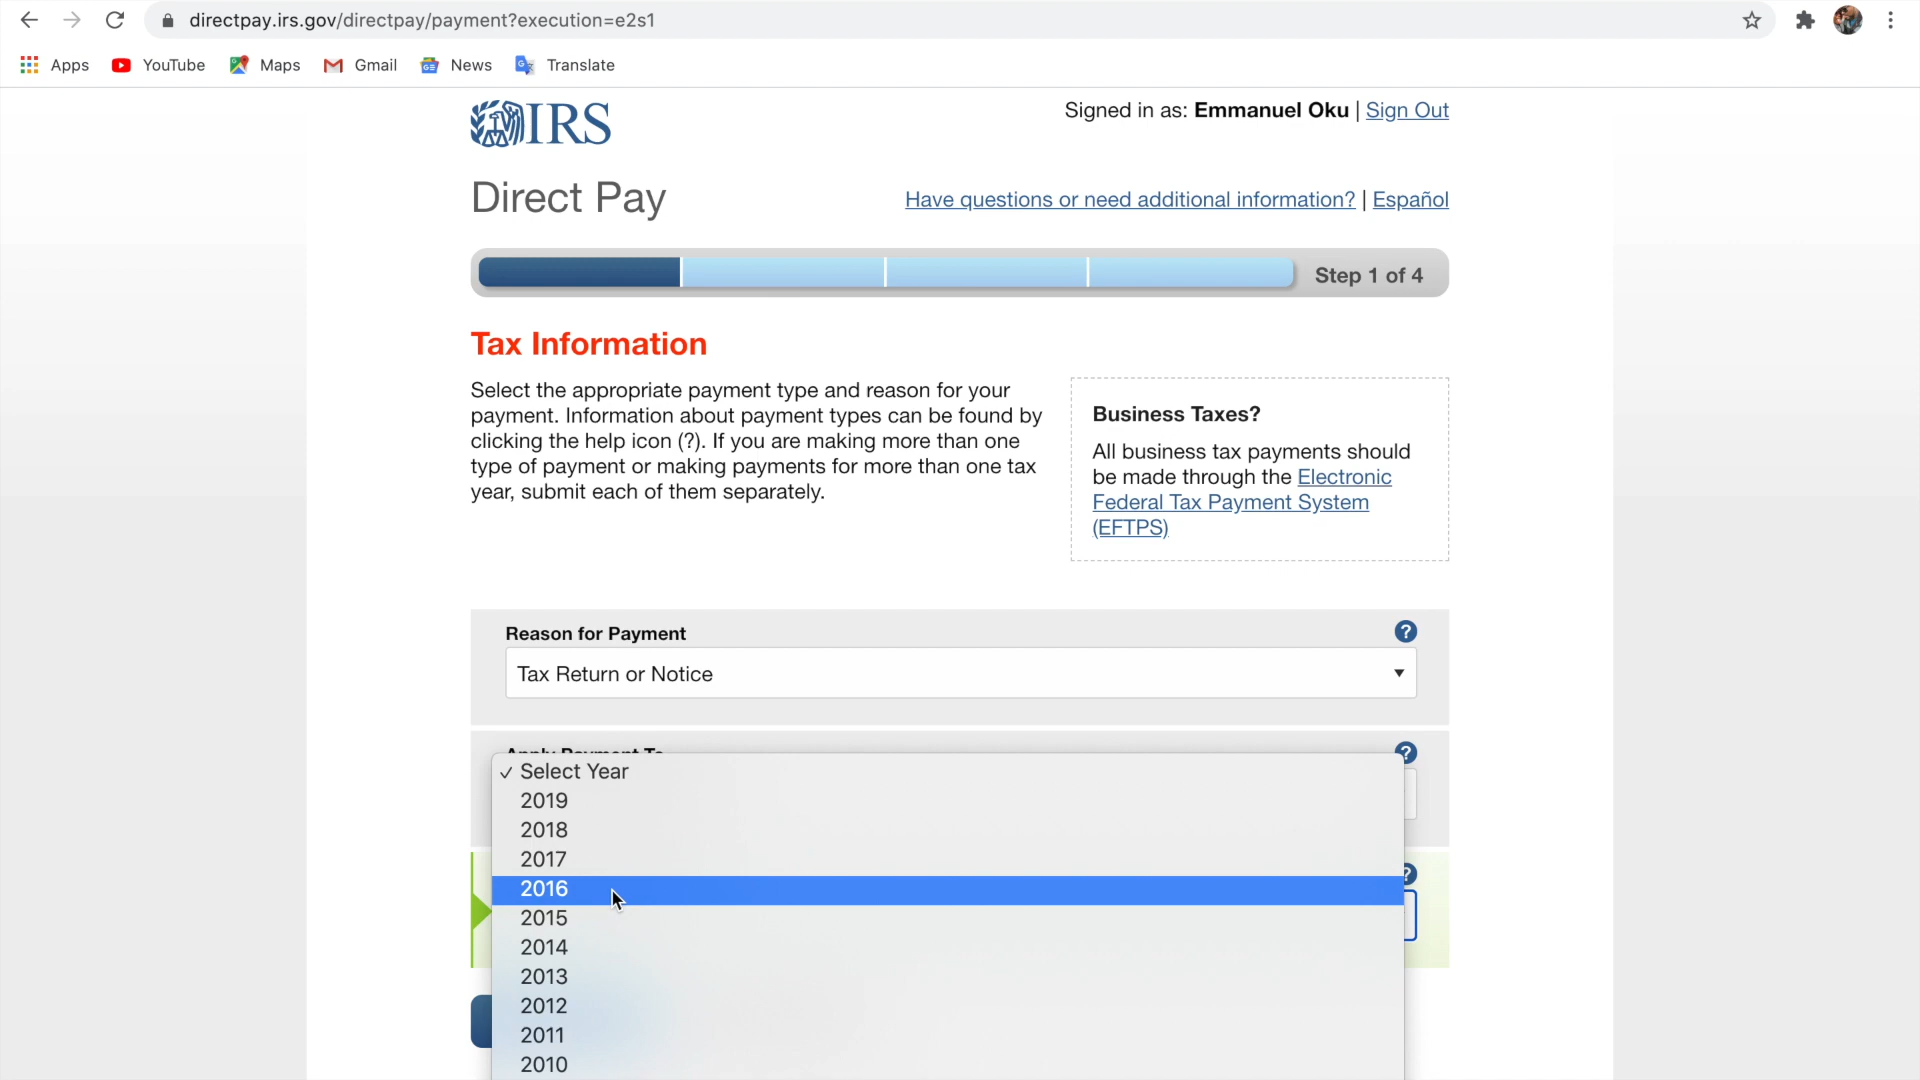 directpay.irs.gov/directpay/payment?execution=e2s1
Apps YouTube Maps Gmail News Translate
IRS
Signed in as: Emmanuel Oku | Sign Out
Direct Pay
Have questions or need additional information? | Español
Step 1 of 4
Tax Information
Select the appropriate payment type and reason for your
payment. Information about payment types can be found by
clicking the help icon (?). If you are making more than one
type of payment or making payments for more than one tax
year, submit each of them separately.
Business Taxes?
All business tax payments should
be made through the Electronic
Federal Tax Payment System
(EFTPS)
Reason for Payment ?
Tax Return or Notice
Apply Payment To ?
✓ Select Year
2019
2018
2017
2016 ?
2015
2014
2013
2012
2011
2010